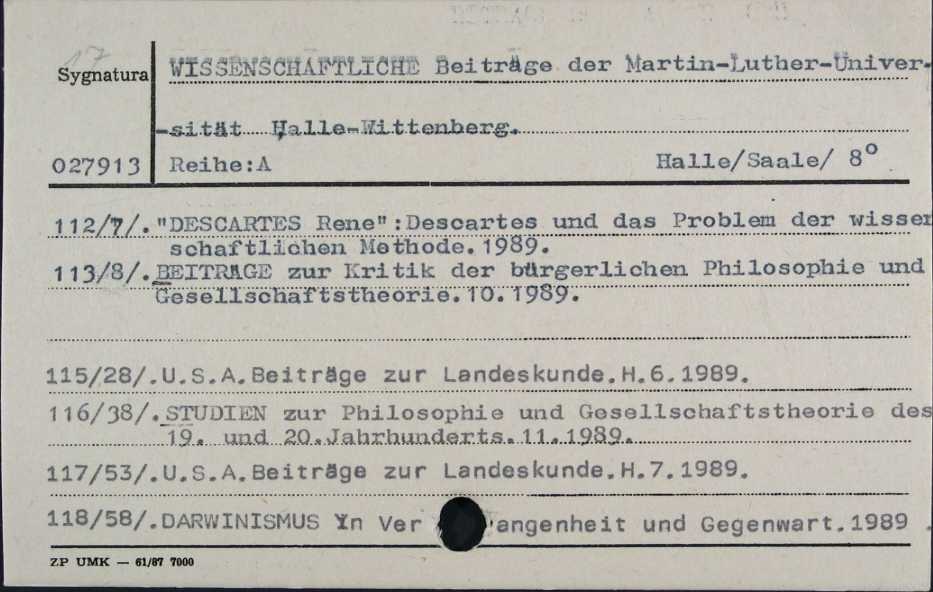 17
Sygnatura
WISSENSCHAFTLICHE Beiträge der Martin-Luther-Univer-
-sität Halle-Wittenberg.
027913
Reihe:A Halle/Saale/ 8°
112/7/."DESCARTES Rene":Descartes und das Problem der wissen
schaftlichen Methode.1989.
113/8/.BEITRAGE zur Kritik der bürgerlichen Philosophie und
Gesellschaftstheorie.10.1989.
115/28/.U.S.A.Beiträge zur Landeskunde.H.6.1989.
116/38/.STUDIEN zur Philosophie und Gesellschaftstheorie des
19. und 20.Jahrhunderts.11.1989.
117/53/.U.S.A.Beiträge zur Landeskunde.H.7.1989.
118/58/.DARWINISMUS in Ver angenheit und Gegenwart.1989 .
ZP UMK — 61/87 7000